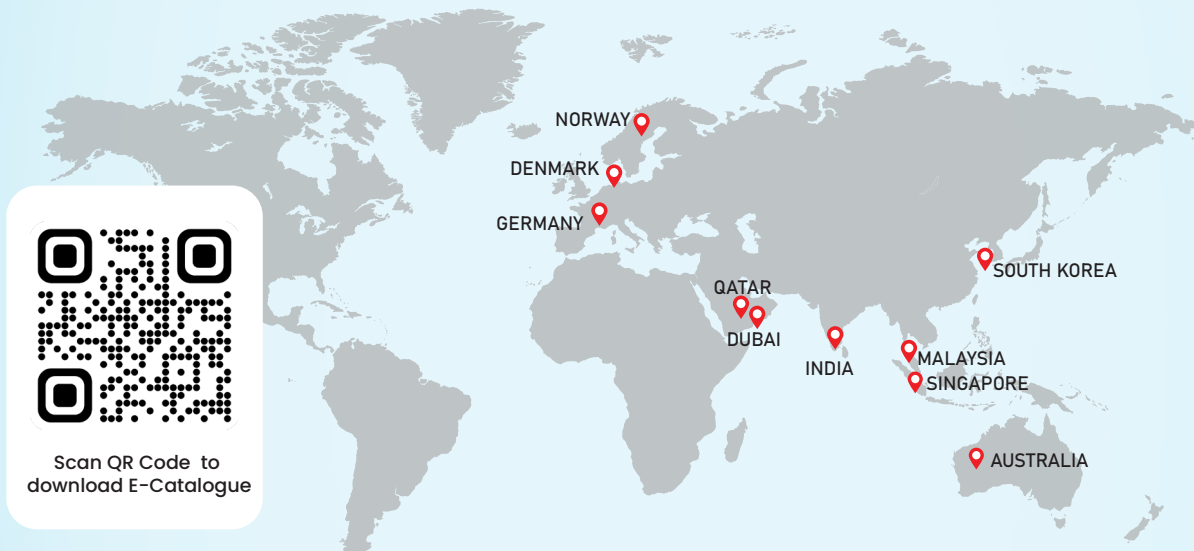 NORWAY
DENMARK
GERMANY
SOUTH KOREA
QATAR
DUBAI
INDIA
MALAYSIA
SINGAPORE
AUSTRALIA
Scan QR Code to
download E-Catalogue